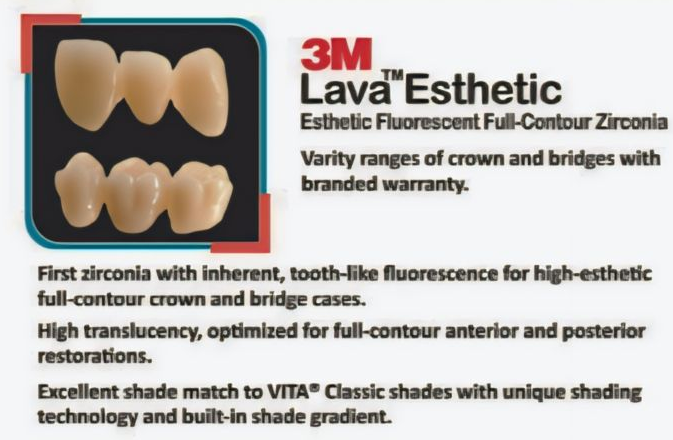 3M
Lava™ Esthetic
Esthetic Fluorescent Full-Contour Zirconia
Varity ranges of crown and bridges with
branded warranty.
First zirconia with inherent, tooth-like fluorescence for high-esthetic
full-contour crown and bridge cases.
High translucency, optimized for full-contour anterior and posterior
restorations.
Excellent shade match to VITA® Classic shades with unique shading
technology and built-in shade gradient.